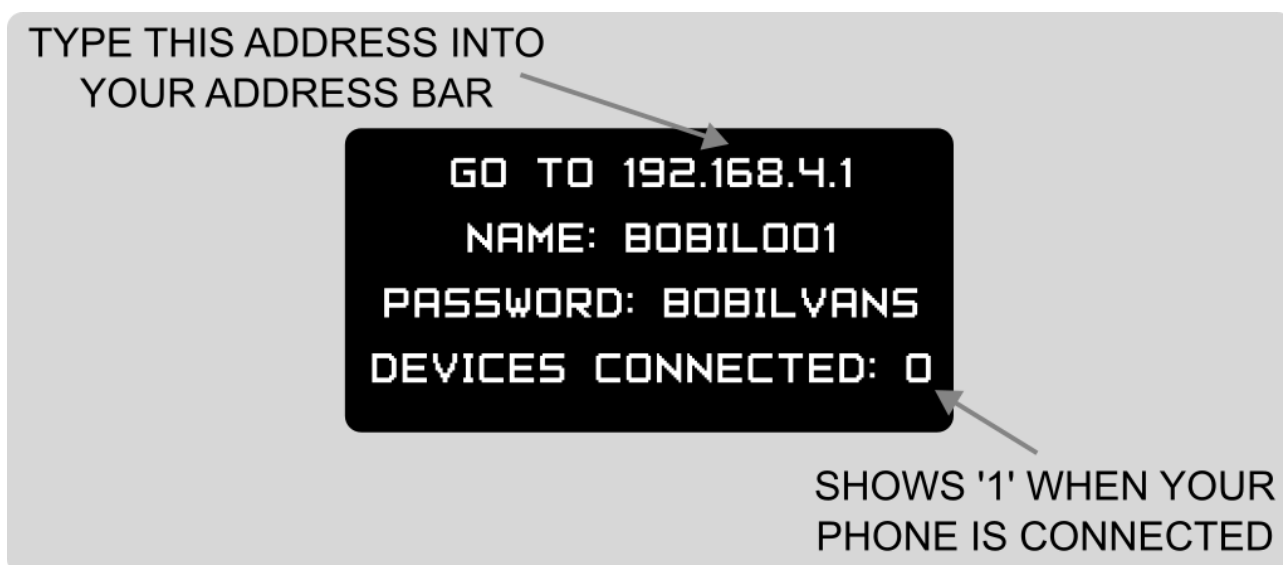 TYPE THIS ADDRESS INTO
YOUR ADDRESS BAR
GO TO 192.168.4.1
NAME: BOBIL001
PASSWORD: BOBILVANS
DEVICES CONNECTED: 0
SHOWS '1' WHEN YOUR
PHONE IS CONNECTED